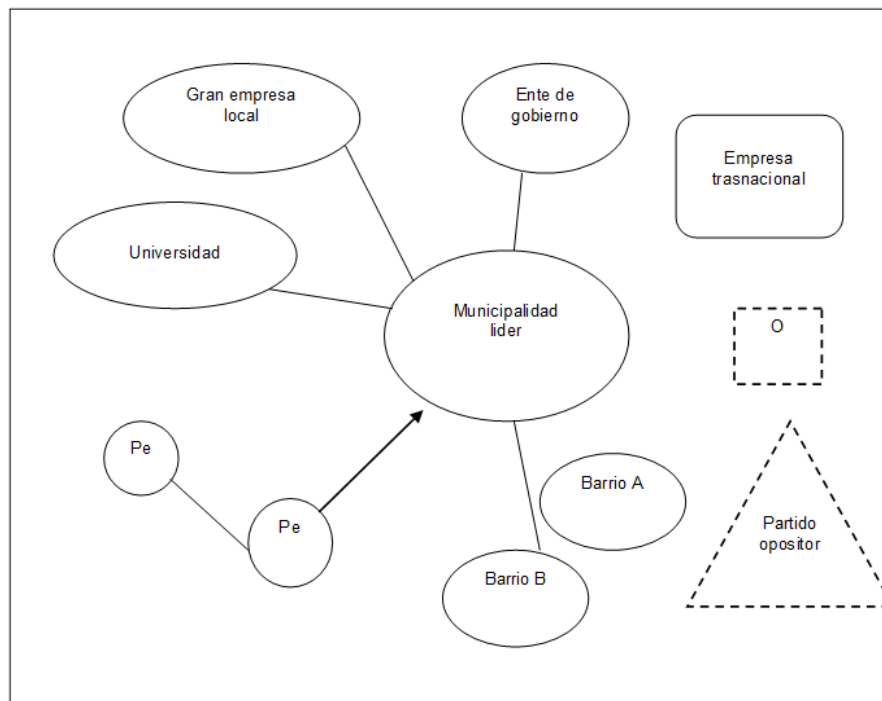 Gran empresa
local
Ente de
gobierno
Empresa
trasnacional
Universidad
Municipalidad
lider
O
Pe
Pe
Barrio A
Partido
opositor
Barrio B